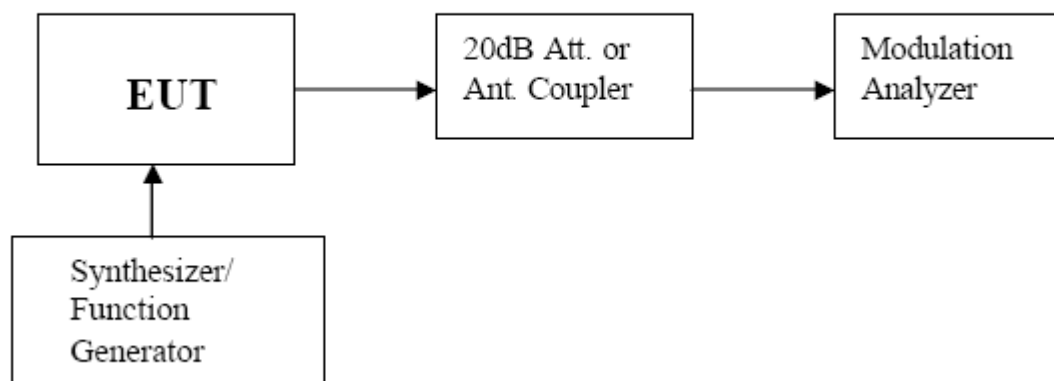 EUT
20dB Att. or
Ant. Coupler
Modulation
Analyzer
Synthesizer/
Function
Generator